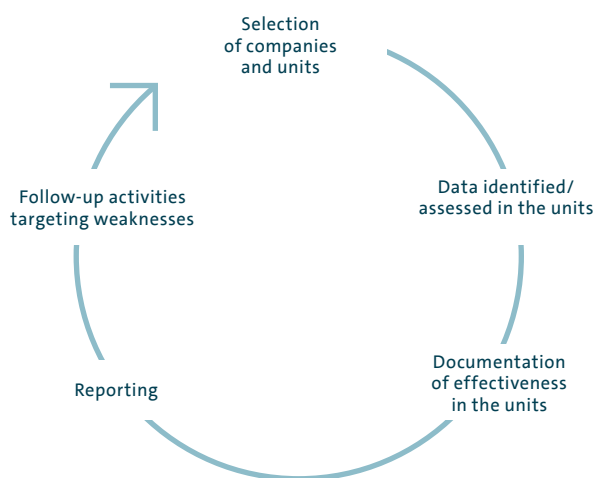 Selection
of companies
and units
Data identified/
assessed in the units
Documentation
of effectiveness
in the units
Reporting
Follow-up activities
targeting weaknesses